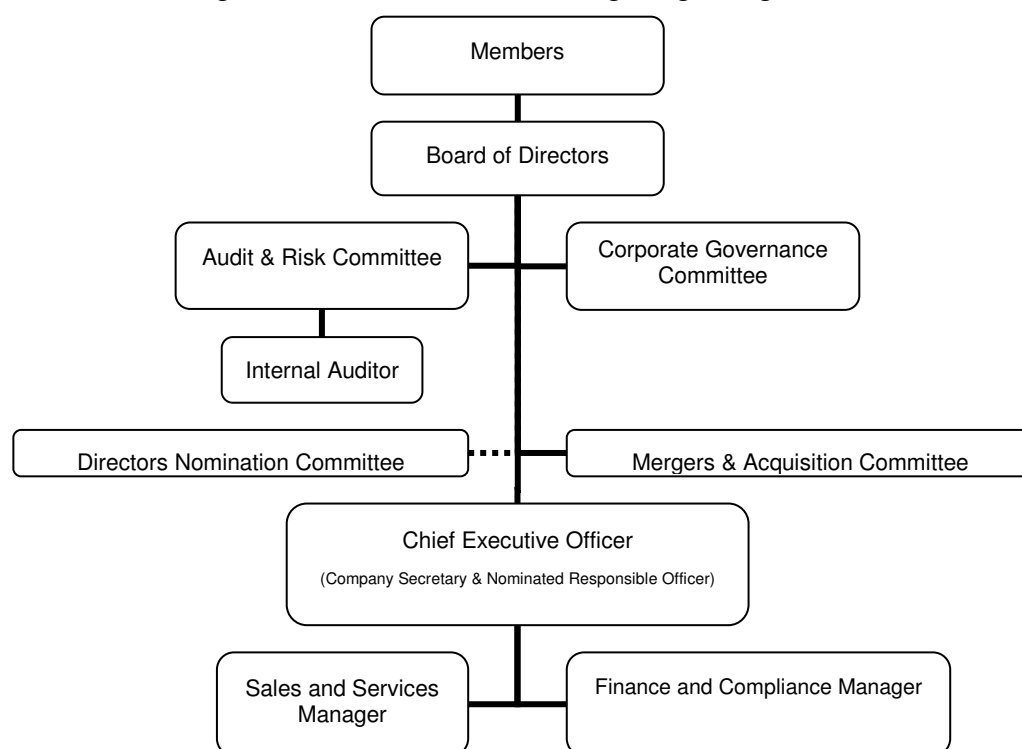 Members
Board of Directors
Audit & Risk Committee
Corporate Governance
Committee
Internal Auditor
Directors Nomination Committee
Mergers & Acquisition Committee
Chief Executive Officer
(Company Secretary & Nominated Responsible Officer)
Sales and Services
Manager
Finance and Compliance Manager